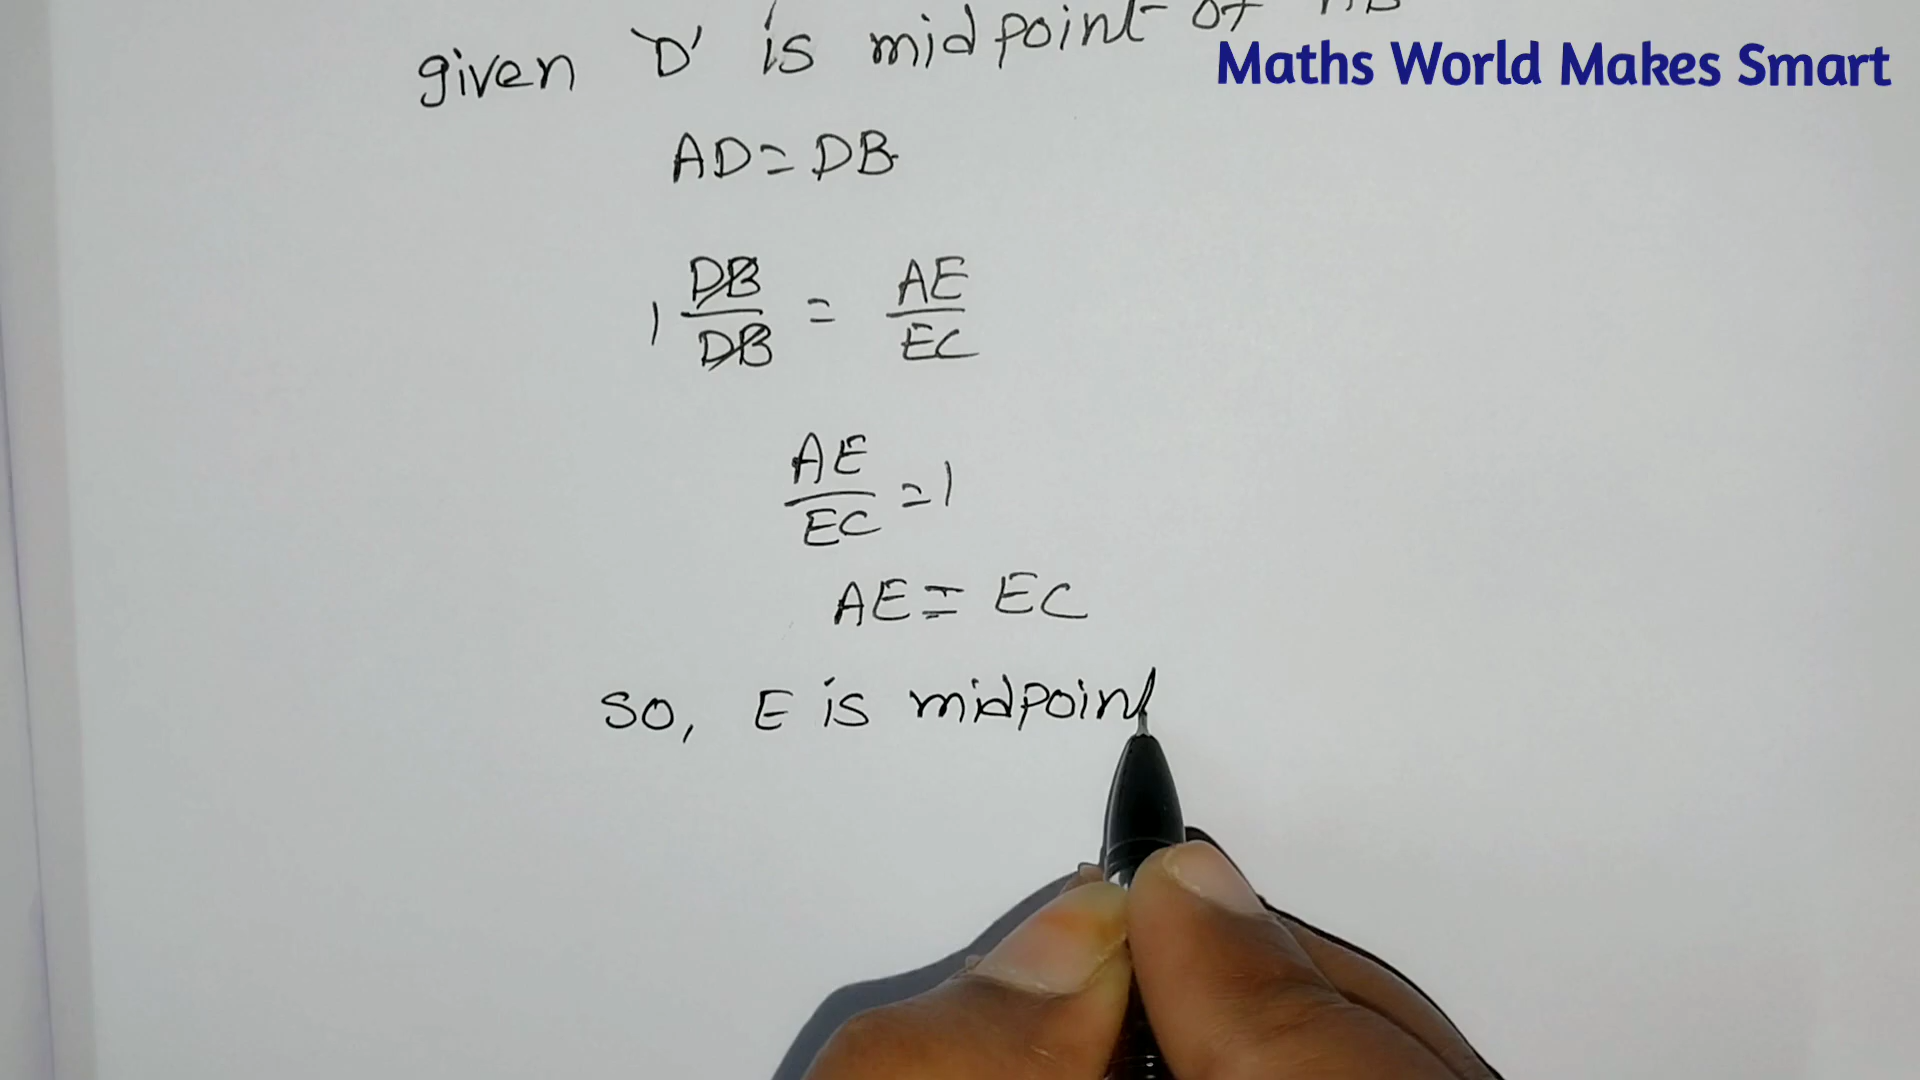 given 'D' is midpoint of AB
Maths World Makes Smart
AD = DB
1 DB/DB = AE/EC
AE/EC = 1
AE = EC
So, E is midpoint